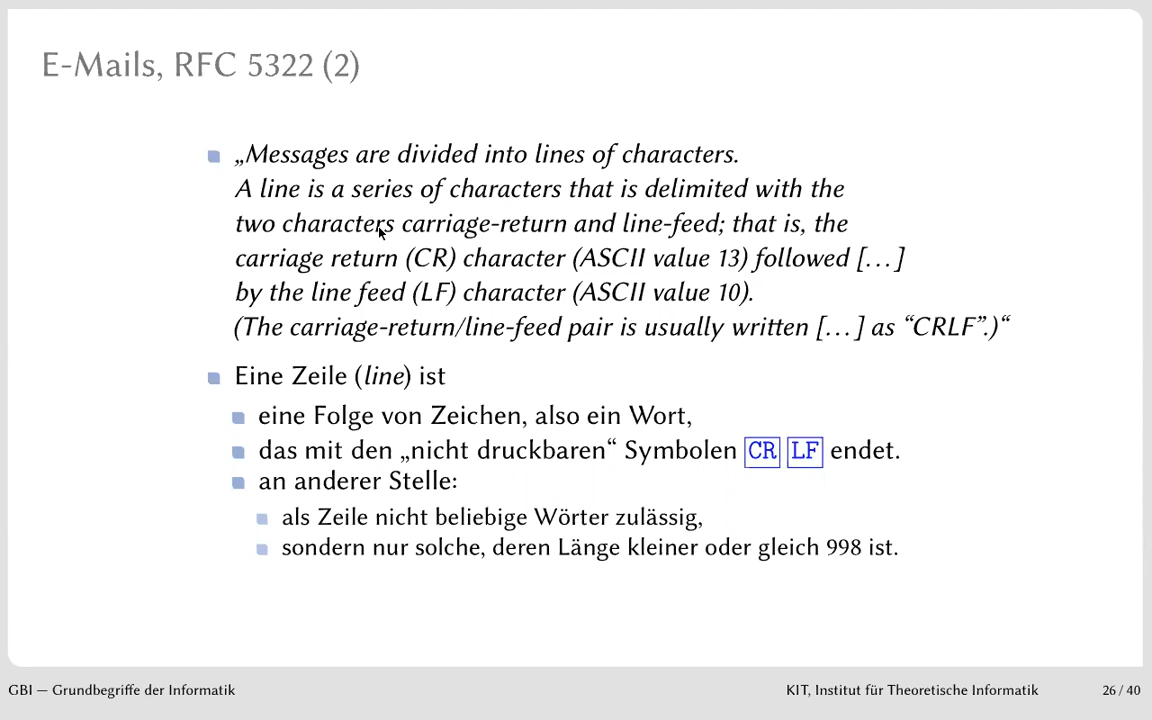 E-Mails, RFC 5322 (2)
„Messages are divided into lines of characters.
A line is a series of characters that is delimited with the
two characters carriage-return and line-feed; that is, the
carriage return (CR) character (ASCII value 13) followed [...]
by the line feed (LF) character (ASCII value 10).
(The carriage-return/line-feed pair is usually written [...] as “CRLF”.)“
Eine Zeile (line) ist
eine Folge von Zeichen, also ein Wort,
das mit den „nicht druckbaren“ Symbolen CR LF endet.
an anderer Stelle:
als Zeile nicht beliebige Wörter zulässig,
sondern nur solche, deren Länge kleiner oder gleich 998 ist.
GBI — Grundbegriffe der Informatik
KIT, Institut für Theoretische Informatik
26 / 40